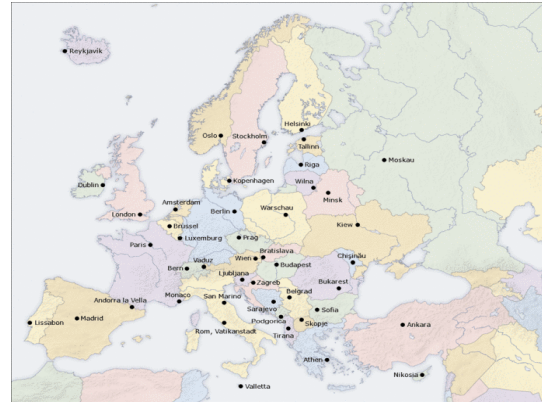 Reykjavík
Helsinki
Oslo
Stockholm
Tallinn
Riga
Moskau
Dublin
Kopenhagen
Wilna
Minsk
Amsterdam
London
Berlin
Warschau
Brüssel
Kiew
Luxemburg
Prag
Paris
Bratislava
Wien
Vaduz
Budapest
Chişinău
Bern
Ljubljana
Zagreb
Bukarest
Belgrad
Monaco
San Marino
Andorra la Vella
Sarajevo
Sofia
Podgorica
Skopje
Madrid
Lissabon
Rom, Vatikanstadt
Tirana
Ankara
Athen
Nikosia
Valletta